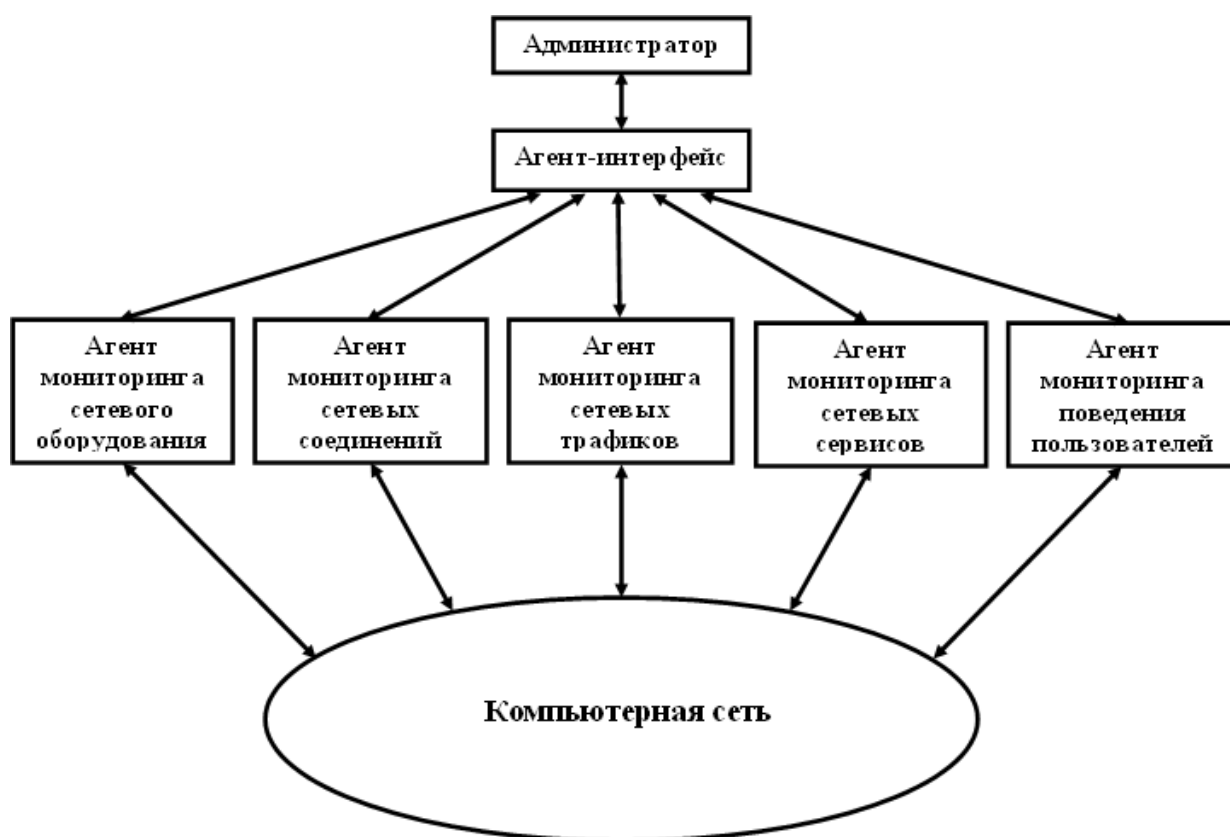 Администратор
Агент-интерфейс
Агент
мониторинга
сетевого
оборудования
Агент
мониторинга
сетевых
соединений
Агент
мониторинга
сетевых
трафиков
Агент
мониторинга
сетевых
сервисов
Агент
мониторинга
поведения
пользователей
Компьютерная сеть